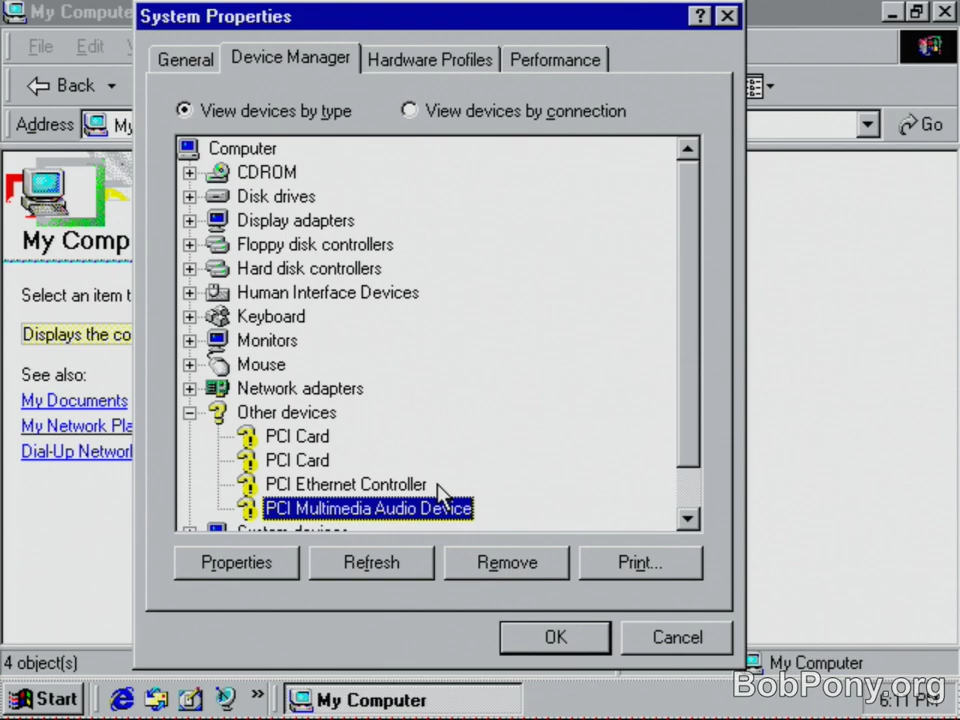 My Compute
System Properties
File Edit
General Device Manager Hardware Profiles Performance
Back
View devices by type View devices by connection
Address My Go
Computer
CDROM
Disk drives
Display adapters
Floppy disk controllers
Hard disk controllers
Human Interface Devices
Keyboard
Monitors
Mouse
Network adapters
Other devices
PCI Card
PCI Card
PCI Ethernet Controller
PCI Multimedia Audio Device
My Comp
Select an item t
Displays the co
See also:
My Documents
My Network Pla
Dial-Up Networ
Properties Refresh Remove Print...
OK Cancel
4 object(s) My Computer
Start » My Computer 6:11 PM
BobPony.org